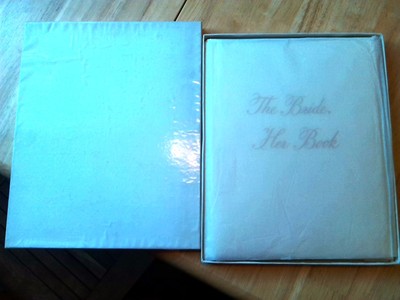 The Bride,
Her Book